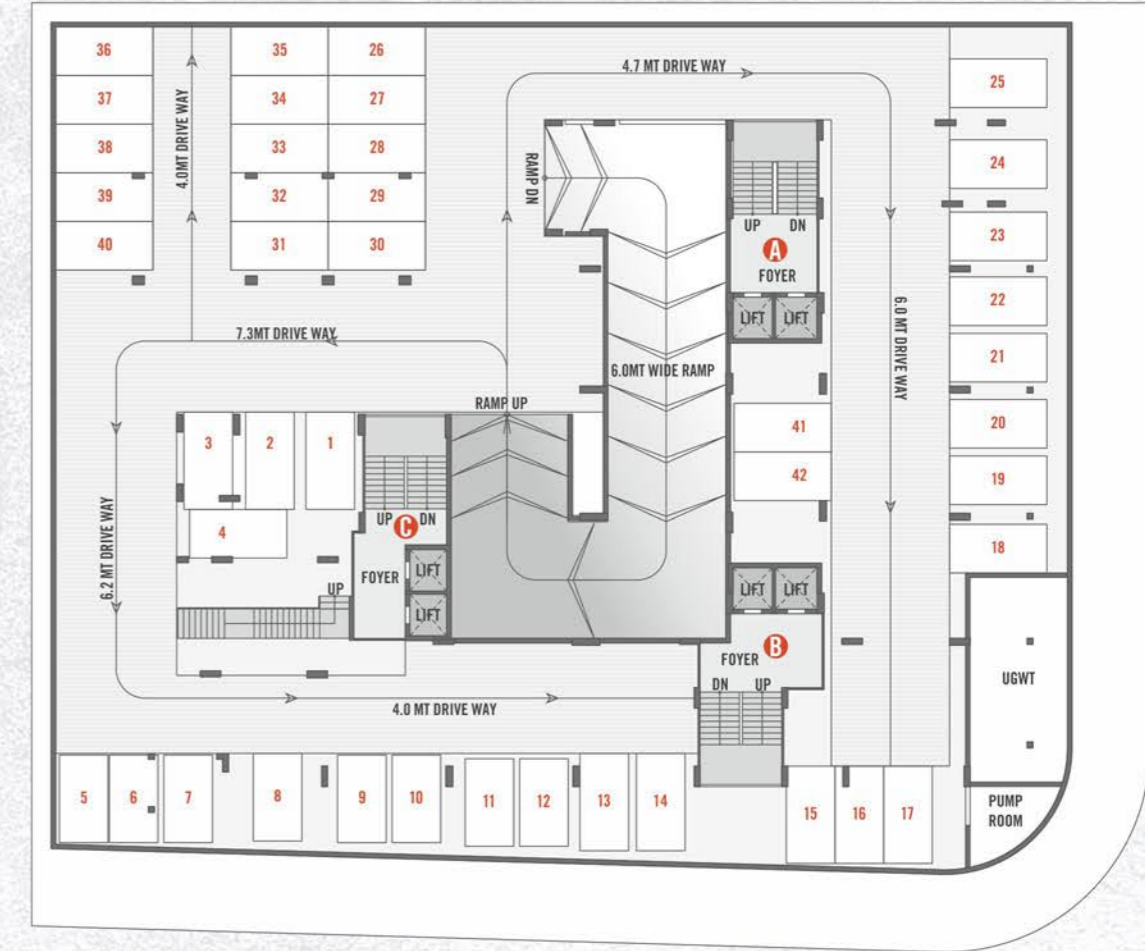 36
35
26
4.7 MT DRIVE WAY
25
37
34
27
4.0MT DRIVE WAY
38
33
28
24
RAMP DN
39
32
29
UP DN
23
40
31
30
A
FOYER
22
LIFT LIFT
6.0 MT DRIVE WAY
7.3MT DRIVE WAY
21
6.0MT WIDE RAMP
RAMP UP
20
3
2
1
41
42
19
UP DN
C
4
18
6.2 MT DRIVE WAY
FOYER
LIFT
LIFT
UP
LIFT LIFT
B
FOYER
UGWT
DN UP
4.0 MT DRIVE WAY
5
6
7
8
9
10
11
12
13
14
15
16
17
PUMP
ROOM